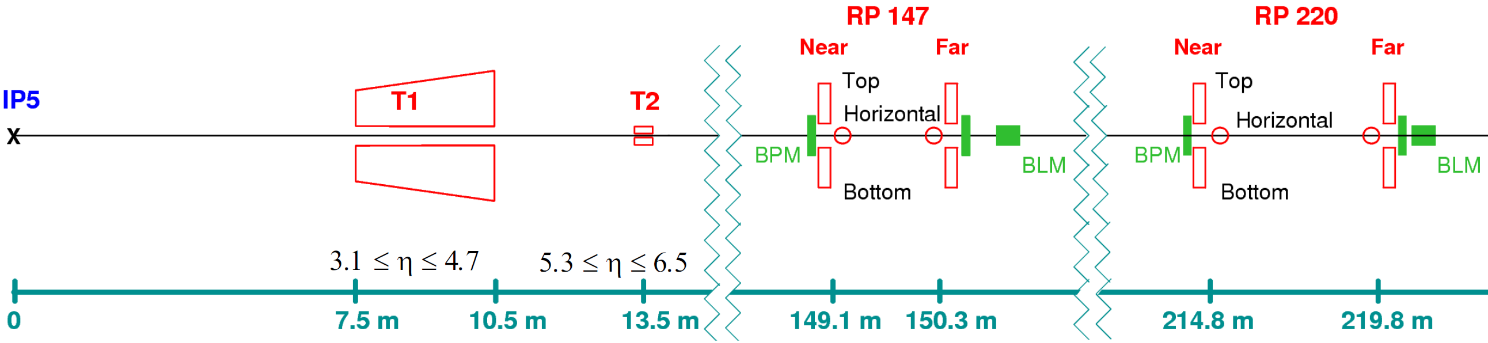 RP 147
RP 220
Near
Far
Near
Far
IP5
T1
T2
Top
Top
X
Horizontal
Horizontal
BPM
BLM
BPM
BLM
Bottom
Bottom
3.1 ≤ η ≤ 4.7
5.3 ≤ η ≤ 6.5
0
7.5 m
10.5 m
13.5 m
149.1 m
150.3 m
214.8 m
219.8 m